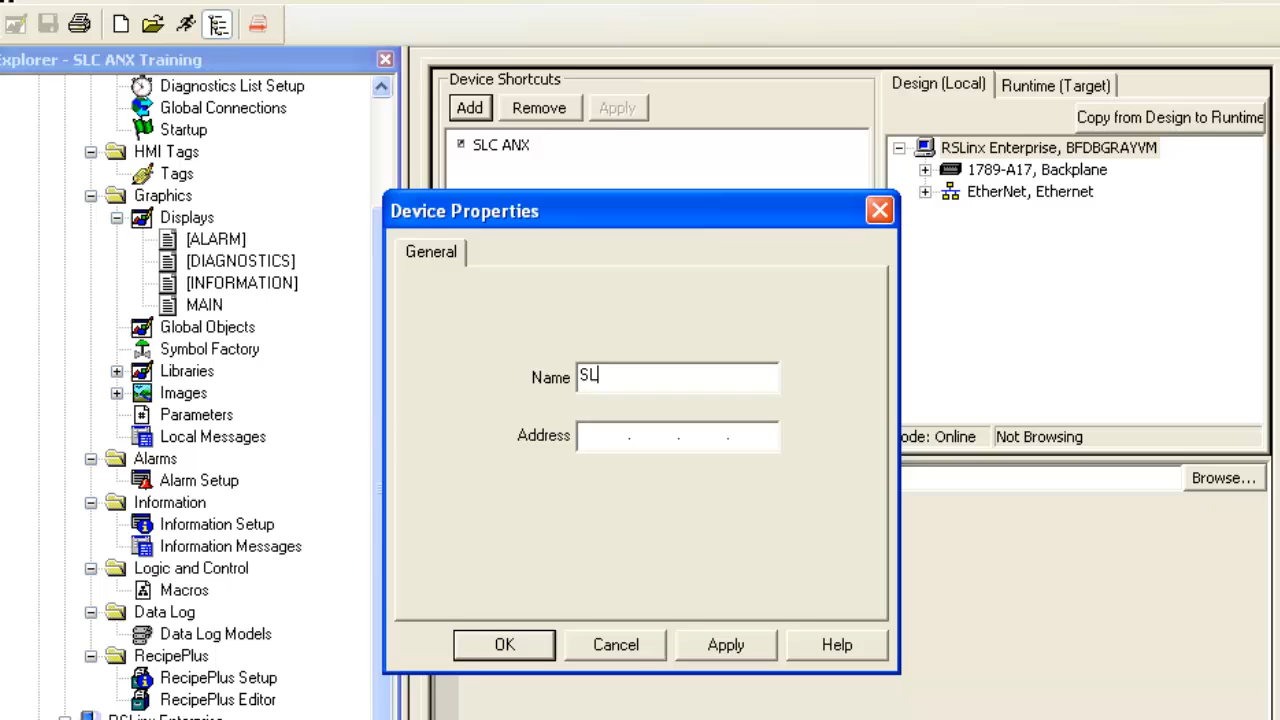 Explorer - SLC ANX Training
Diagnostics List Setup
Global Connections
Startup
HMI Tags
Tags
Graphics
Displays
[ALARM]
[DIAGNOSTICS]
[INFORMATION]
MAIN
Global Objects
Symbol Factory
Libraries
Images
Parameters
Local Messages
Alarms
Alarm Setup
Information
Information Setup
Information Messages
Logic and Control
Macros
Data Log
Data Log Models
RecipePlus
RecipePlus Setup
RecipePlus Editor
RSLinx Enterprise
Device Shortcuts
Add Remove Apply
SLC ANX
Design (Local) Runtime (Target)
Copy from Design to Runtime
RSLinx Enterprise, BFDBGRAYVM
1789-A17, Backplane
EtherNet, Ethernet
ode: Online Not Browsing
Browse...
Device Properties
General
Name SL
Address . . .
OK Cancel Apply Help